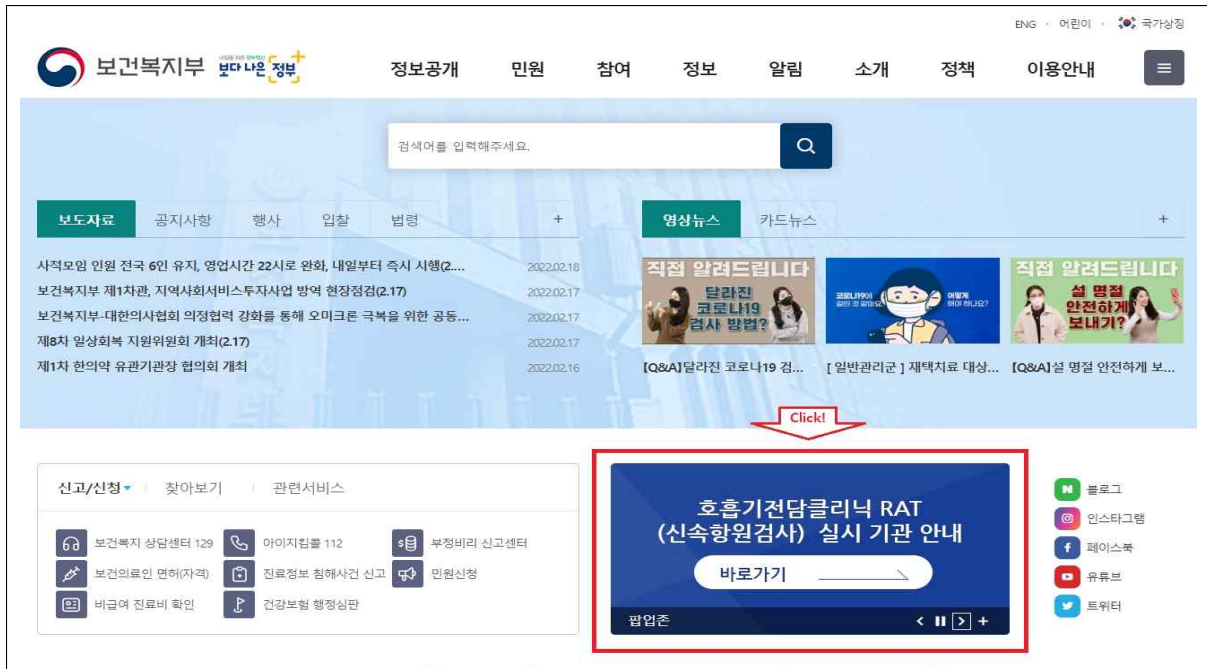 ENG · 어린이 · 국가상징
보건복지부 보다 나은 정부
정보공개 민원 참여 정보 알림 소개 정책 이용안내
검색어를 입력해주세요.
보도자료 공지사항 행사 입찰 법령 +
사적모임 인원 전국 6인 유지, 영업시간 22시로 완화, 내일부터 즉시 시행(2.... 2022.02.18
보건복지부 제1차관, 지역사회서비스투자사업 방역 현장점검(2.17) 2022.02.17
보건복지부-대한의사협회 의정협력 강화를 통해 오미크론 극복을 위한 공동... 2022.02.17
제8차 일상회복 지원위원회 개최(2.17) 2022.02.17
제1차 한의약 유관기관장 협의회 개최 2022.02.16
영상뉴스 카드뉴스 +
직접 알려드립니다
달라진
코로나19
검사 방법?
코로나19에
어떻게
해야 하나요?
직접 알려드립니다
설 명절
안전하게
보내기?
[Q&A]달라진 코로나19 검... [ 일반관리군 ] 재택치료 대상... [Q&A]설 명절 안전하게 보...
Click!
신고/신청 찾아보기 관련서비스
보건복지 상담센터 129 아이지킴콜 112 부정비리 신고센터
보건의료인 면허(자격) 진료정보 침해사건 신고 민원신청
비급여 진료비 확인 건강보험 행정심판
호흡기전담클리닉 RAT
(신속항원검사) 실시 기관 안내
바로가기
팝업존
블로그
인스타그램
페이스북
유튜브
트위터